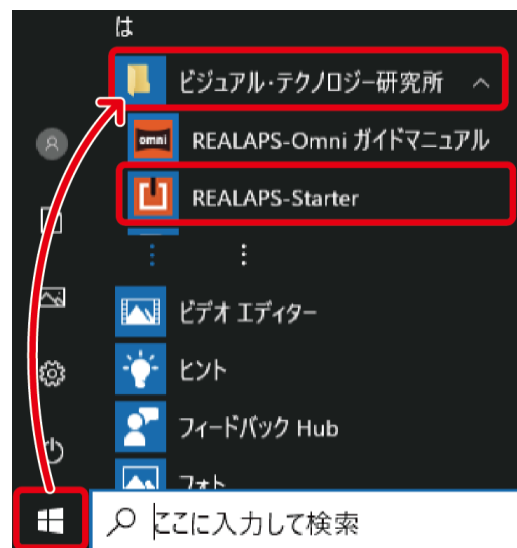 は
ビジュアル・テクノロジー研究所
omni
REALAPS-Omni ガイドマニュアル
REALAPS-Starter
ビデオ エディター
ヒント
フィードバック Hub
フォト
ここに入力して検索